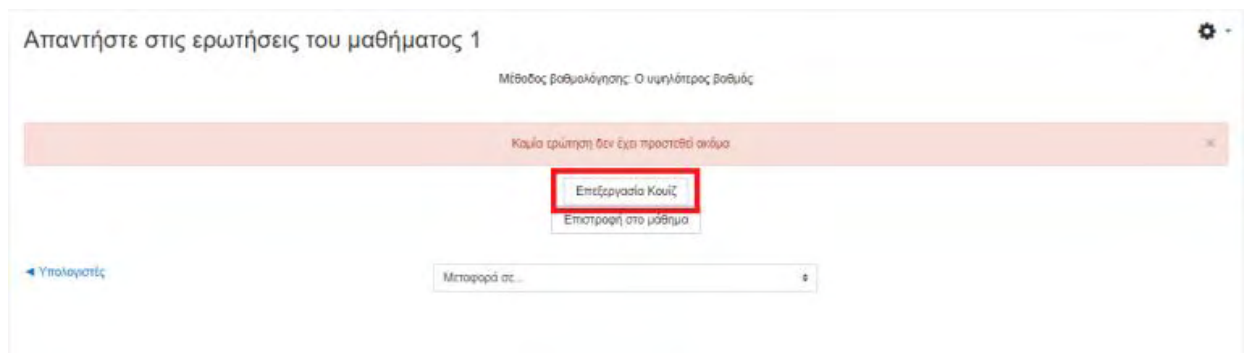 Απαντήστε στις ερωτήσεις του μαθήματος 1
Μέθοδος βαθμολόγησης: Ο υψηλότερος βαθμός
Καμία ερώτηση δεν έχει προστεθεί ακόμα
×
Επεξεργασία Κουίζ
Επιστροφή στο μάθημα
◄ Υπολογιστές
Μεταφορά σε...